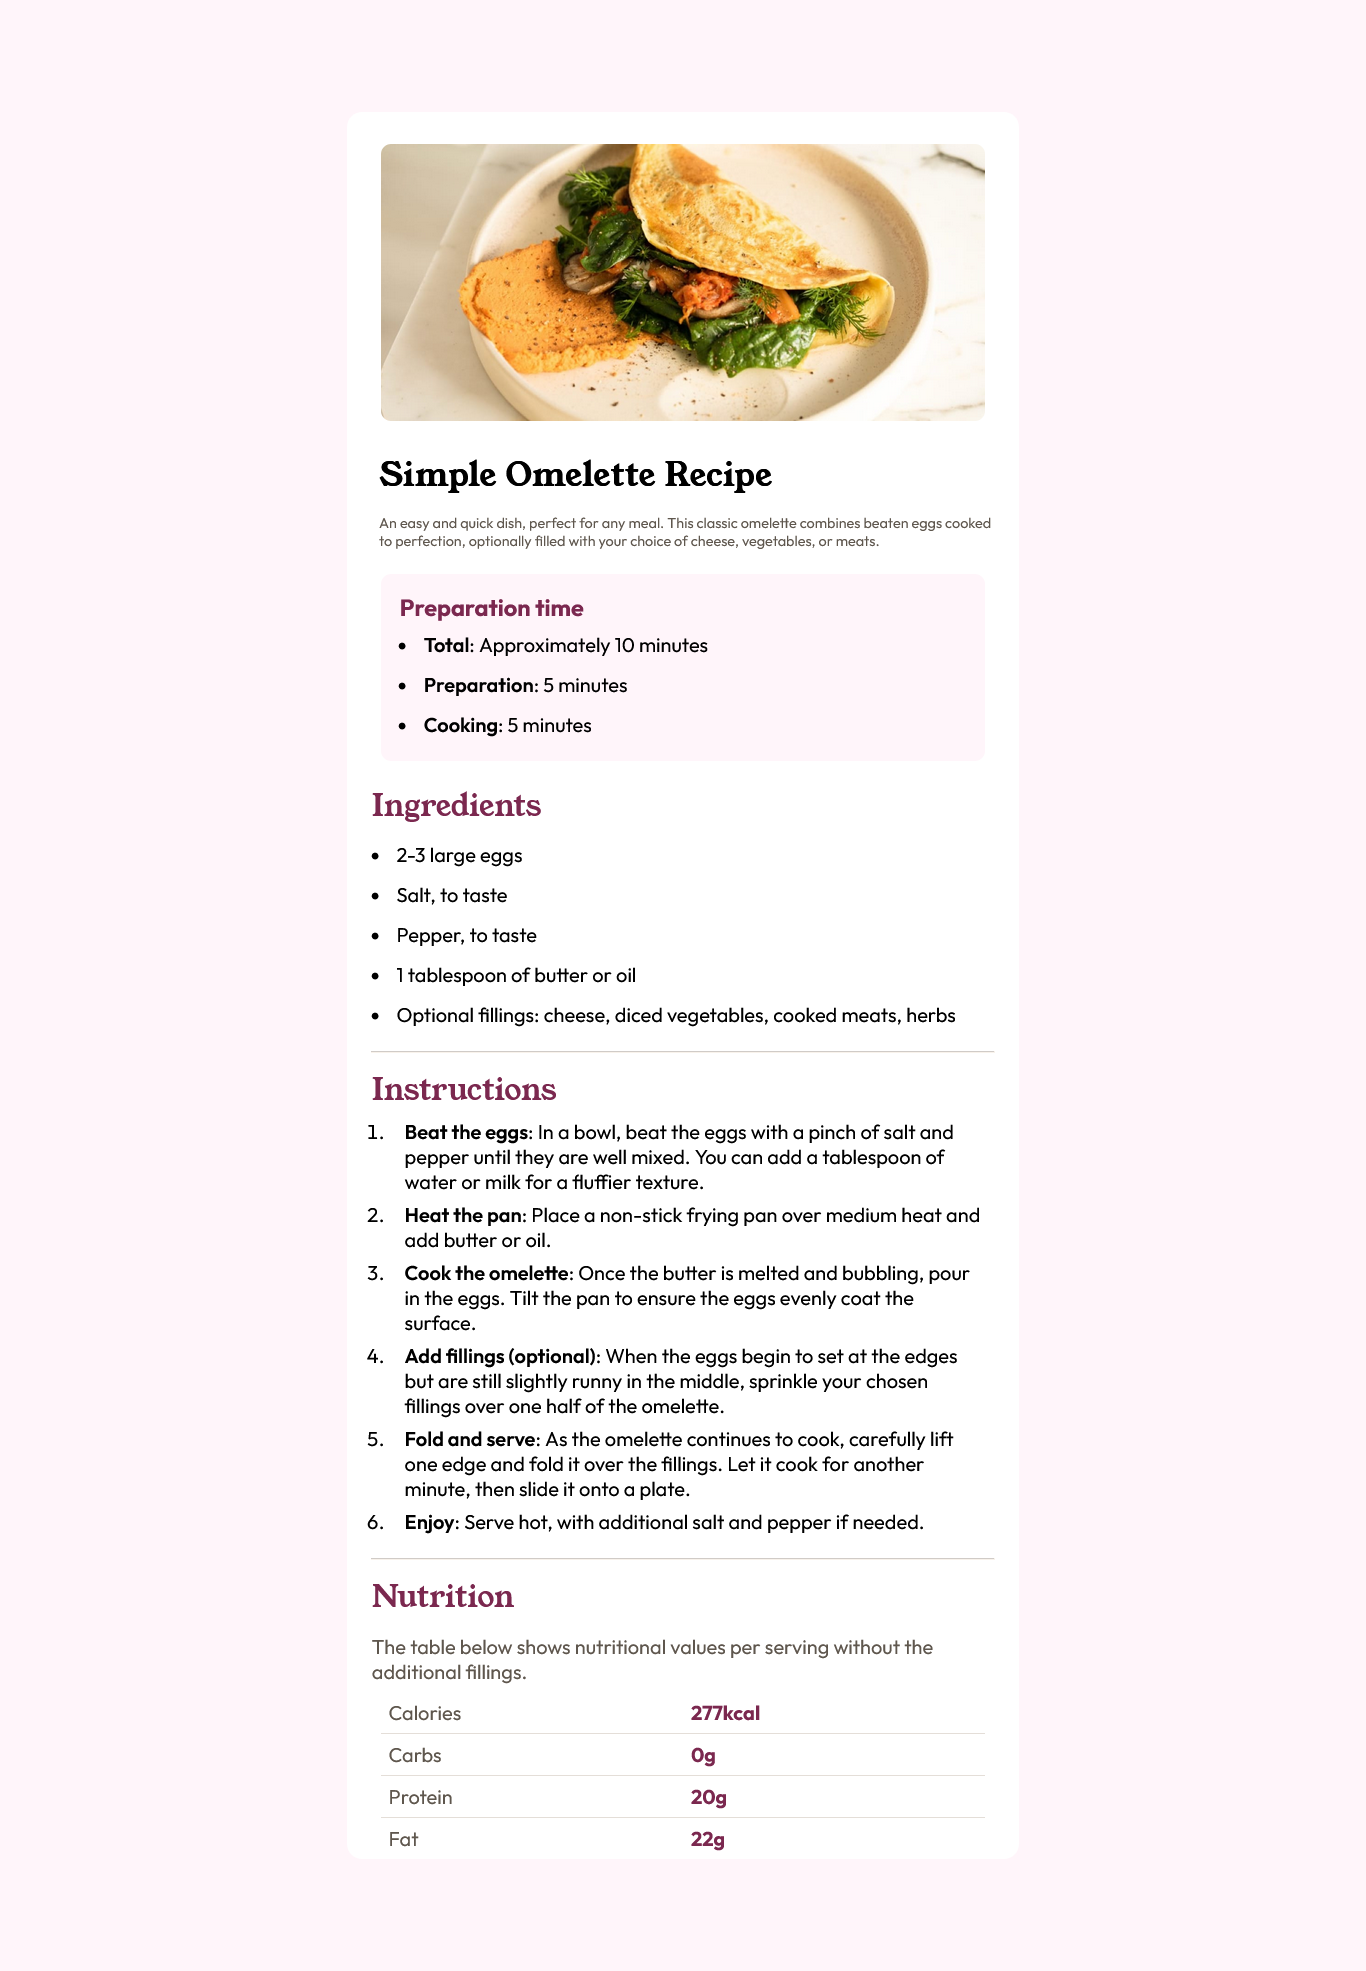 Simple Omelette Recipe
An easy and quick dish, perfect for any meal. This classic omelette combines beaten eggs cooked
to perfection, optionally filled with your choice of cheese, vegetables, or meats.
Preparation time
• Total: Approximately 10 minutes
• Preparation: 5 minutes
• Cooking: 5 minutes
Ingredients
• 2-3 large eggs
• Salt, to taste
• Pepper, to taste
• 1 tablespoon of butter or oil
• Optional fillings: cheese, diced vegetables, cooked meats, herbs
Instructions
1. Beat the eggs: In a bowl, beat the eggs with a pinch of salt and
pepper until they are well mixed. You can add a tablespoon of
water or milk for a fluffier texture.
2. Heat the pan: Place a non-stick frying pan over medium heat and
add butter or oil.
3. Cook the omelette: Once the butter is melted and bubbling, pour
in the eggs. Tilt the pan to ensure the eggs evenly coat the
surface.
4. Add fillings (optional): When the eggs begin to set at the edges
but are still slightly runny in the middle, sprinkle your chosen
fillings over one half of the omelette.
5. Fold and serve: As the omelette continues to cook, carefully lift
one edge and fold it over the fillings. Let it cook for another
minute, then slide it onto a plate.
6. Enjoy: Serve hot, with additional salt and pepper if needed.
Nutrition
The table below shows nutritional values per serving without the
additional fillings.
Calories 277kcal
Carbs 0g
Protein 20g
Fat 22g